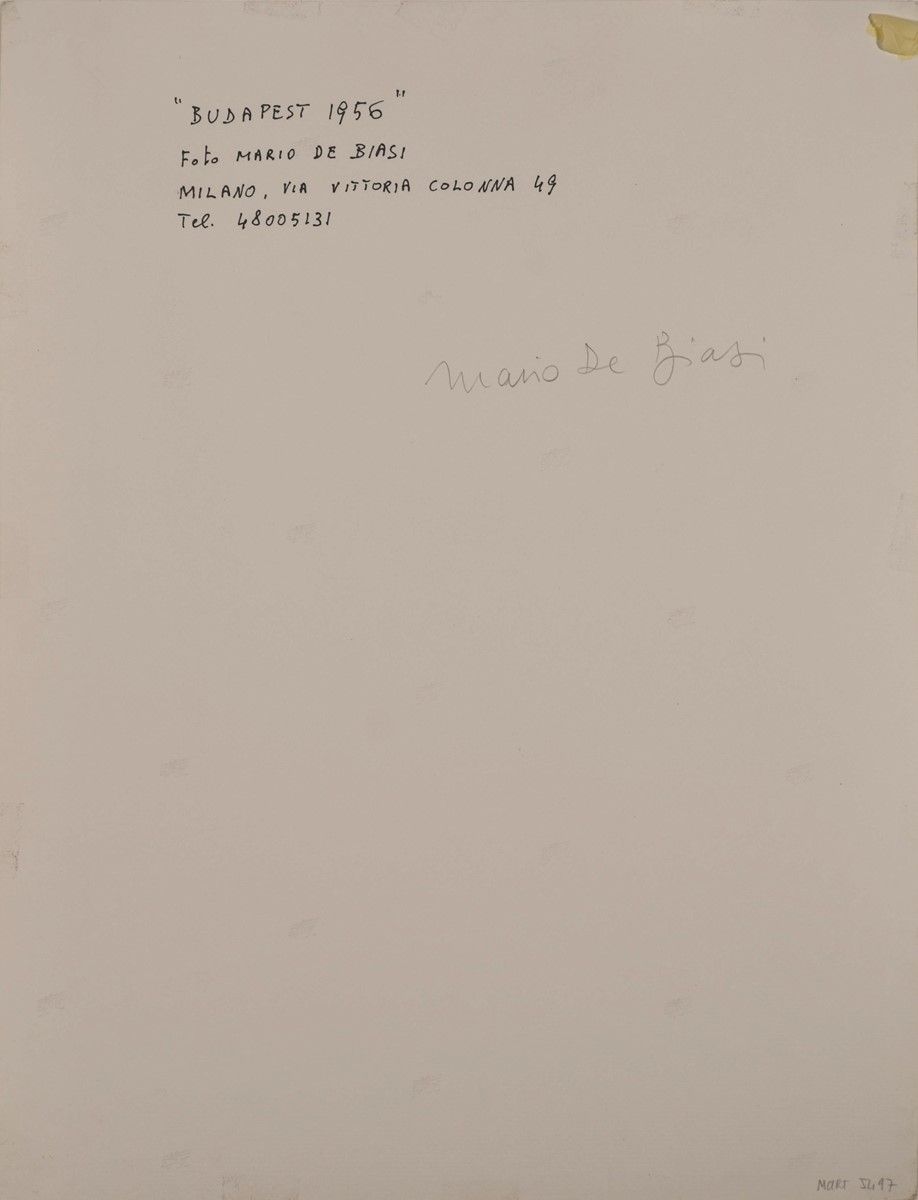 "BUDAPEST 1956"
Foto MARIO DE BIASI
MILANO, VIA VITTORIA COLONNA 49
Tel. 48005131
Mario De Biasi
MART 5497